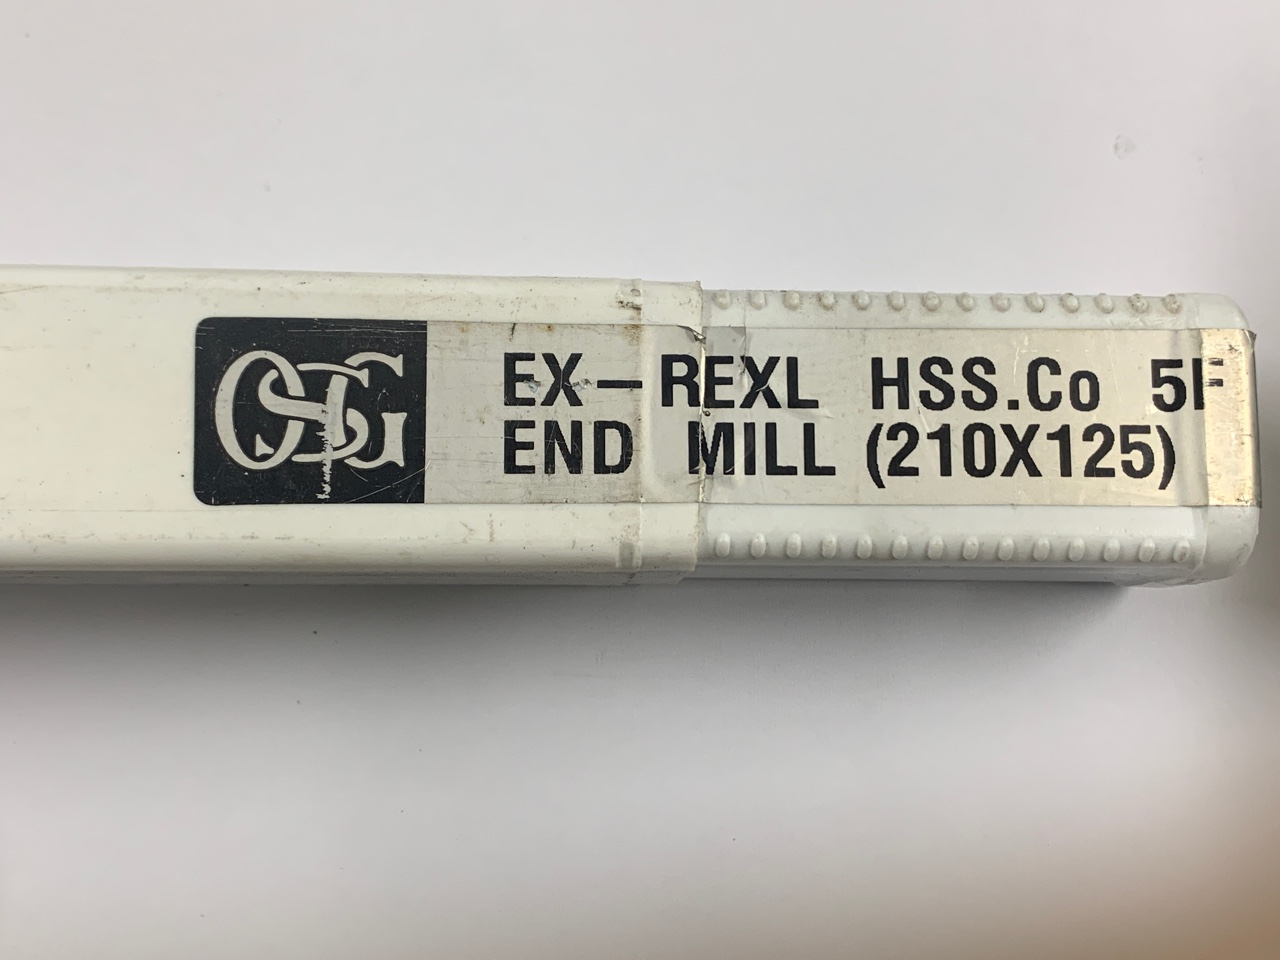 OSG
EX-REXL HSS.Co 5F
END MILL (210X125)